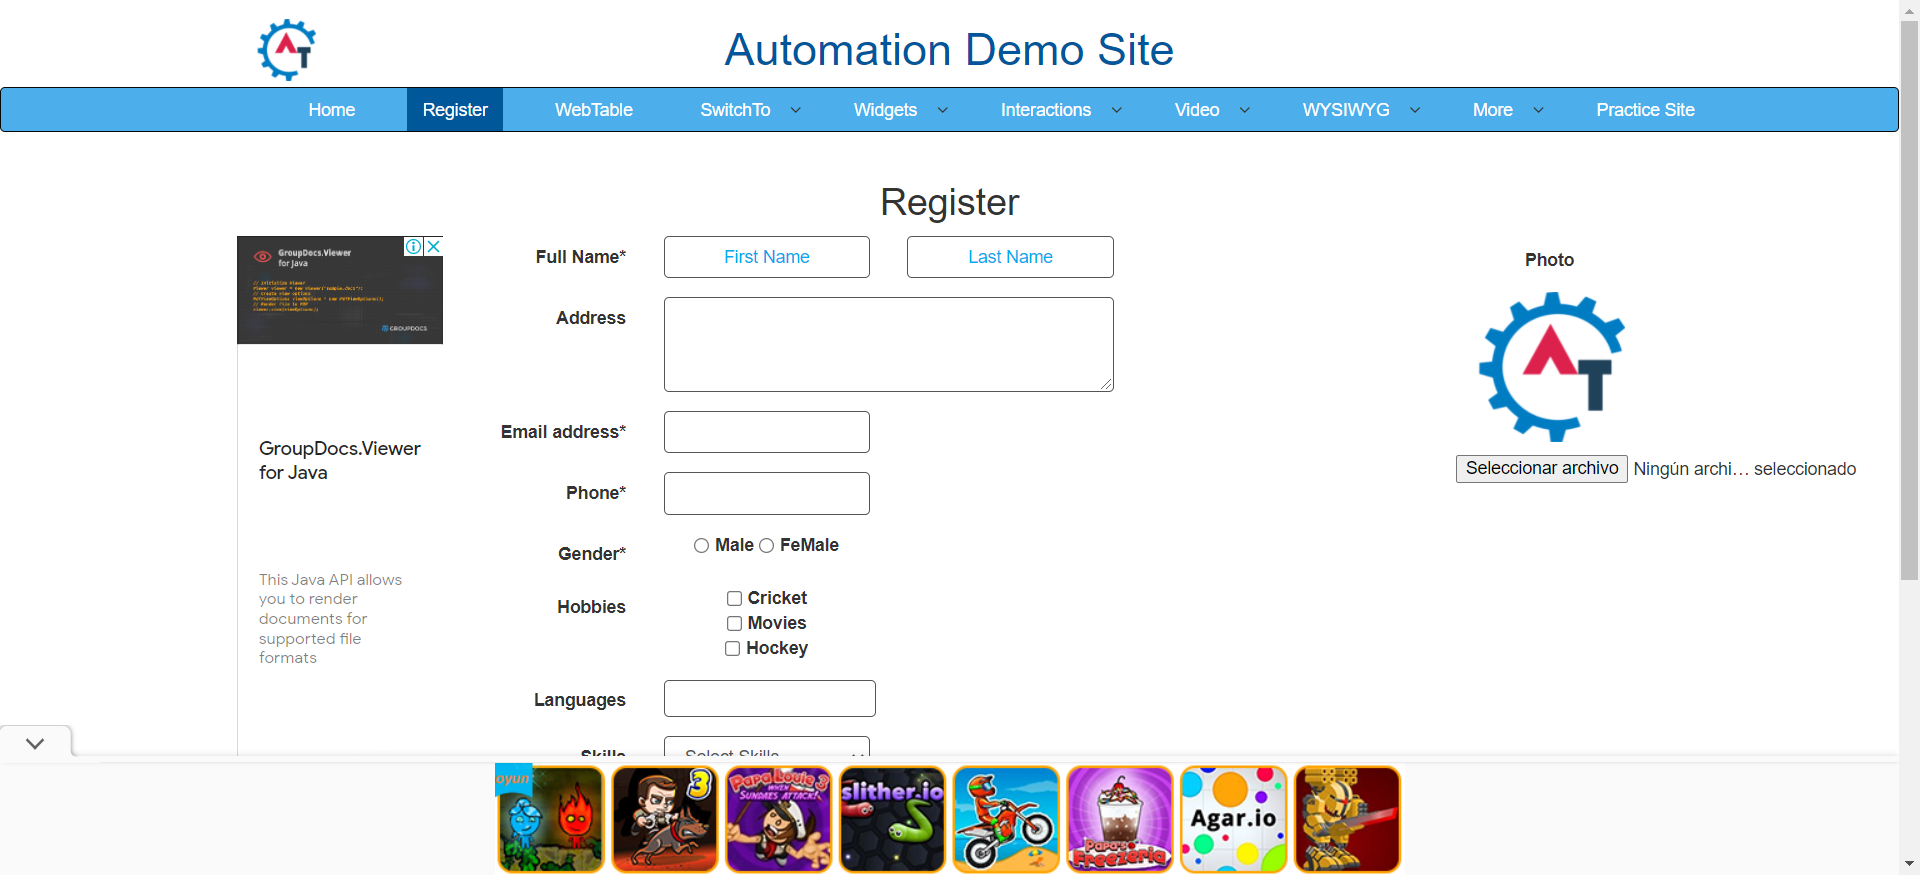 Automation Demo Site
Home Register WebTable SwitchTo Widgets Interactions Video WYSIWYG More Practice Site
Register
GroupDocs.Viewer
for Java
GROUPDOCS
GroupDocs.Viewer
for Java
This Java API allows
you to render
documents for
supported file
formats
Full Name* First Name Last Name
Address
Email address*
Phone*
Gender* Male FeMale
Hobbies Cricket
Movies
Hockey
Languages
Skills Select Skills
Photo
AT
Seleccionar archivo Ningún archi... seleccionado
oyun
3
Papa Louie 3
WHEN
SUNDAES ATTACK!
slither.io
Papa's
Freezeria
Agar.io